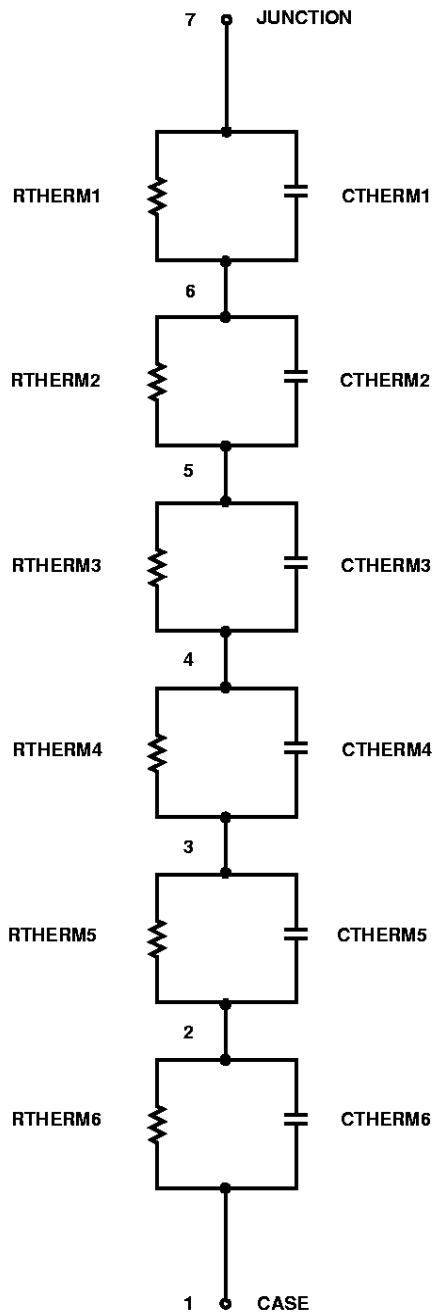 7 JUNCTION
RTHERM1 CTHERM1
6
RTHERM2 CTHERM2
5
RTHERM3 CTHERM3
4
RTHERM4 CTHERM4
3
RTHERM5 CTHERM5
2
RTHERM6 CTHERM6
1 CASE